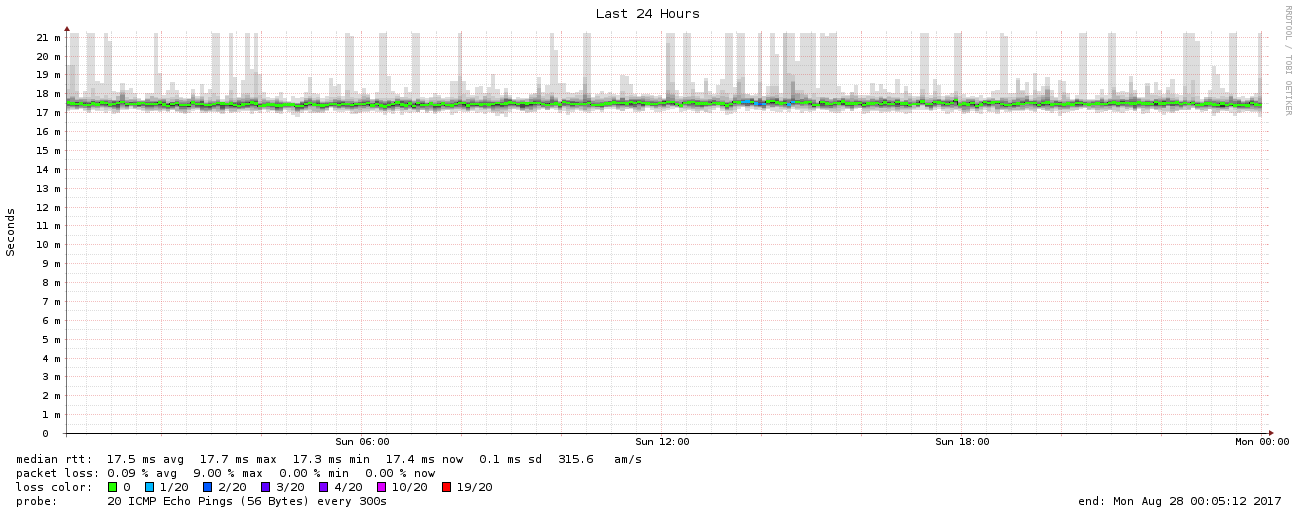 Last 24 Hours
RRDTOOL / TOBI OETIKER
Seconds
21 m
20 m
19 m
18 m
17 m
16 m
15 m
14 m
13 m
12 m
11 m
10 m
9 m
8 m
7 m
6 m
5 m
4 m
3 m
2 m
1 m
0
Sun 06:00 Sun 12:00 Sun 18:00 Mon 00:00
median rtt: 17.5 ms avg 17.7 ms max 17.3 ms min 17.4 ms now 0.1 ms sd 315.6 am/s
packet loss: 0.09 % avg 9.00 % max 0.00 % min 0.00 % now
loss color: 0 1/20 2/20 3/20 4/20 10/20 19/20
probe: 20 ICMP Echo Pings (56 Bytes) every 300s end: Mon Aug 28 00:05:12 2017